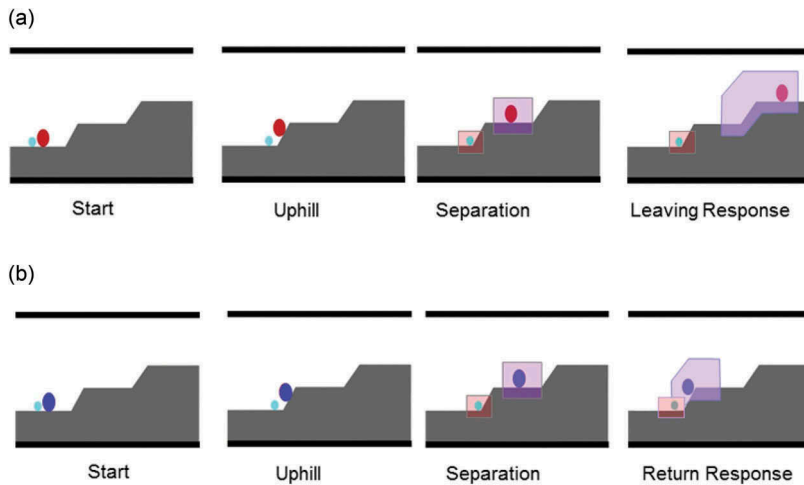 (a)
Start
Uphill
Separation
Leaving Response
(b)
Start
Uphill
Separation
Return Response